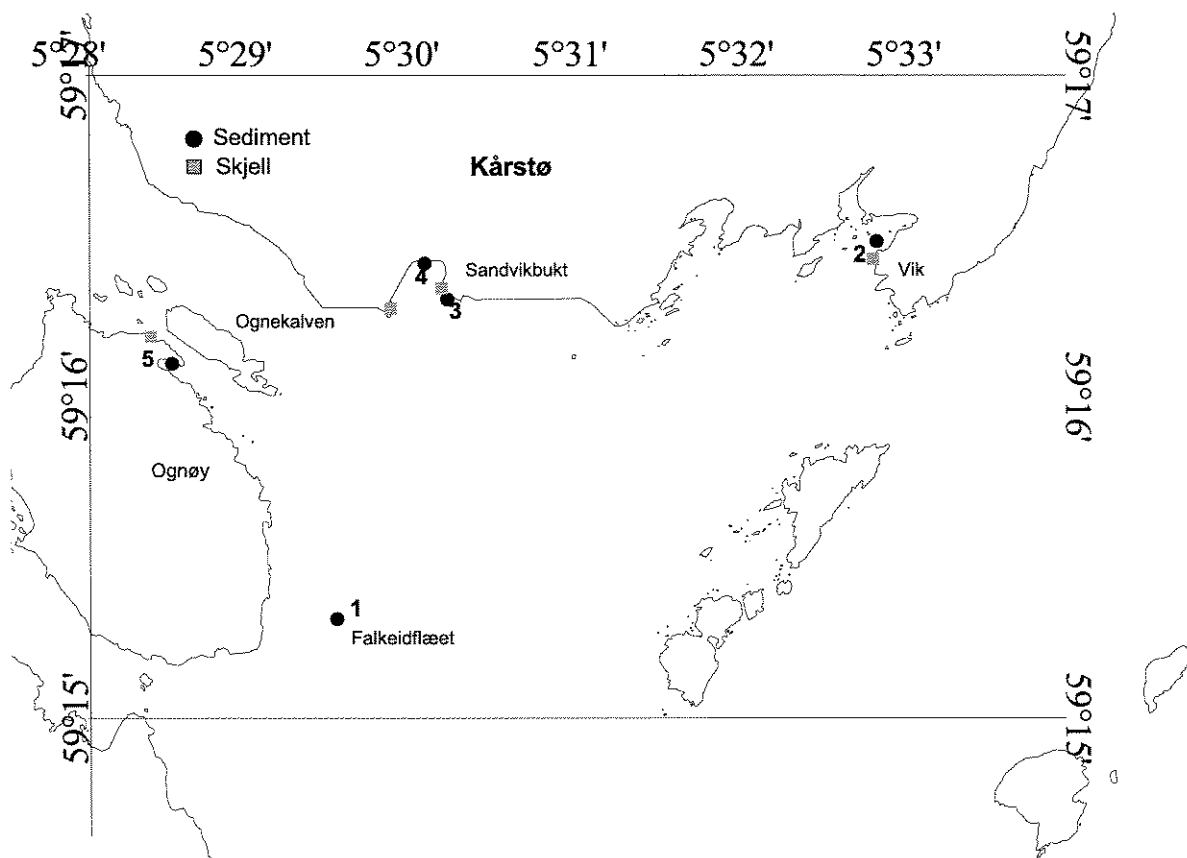 5°28' 5°29' 5°30' 5°31' 5°32' 5°33'
59°17'
59°17'
Sediment
Skjell
Kårstø
4
Sandvikbukt
3
2
Vik
Ognekalven
5
59°16'
59°16'
Ognøy
1
Falkeidflæet
59°15'
59°15'